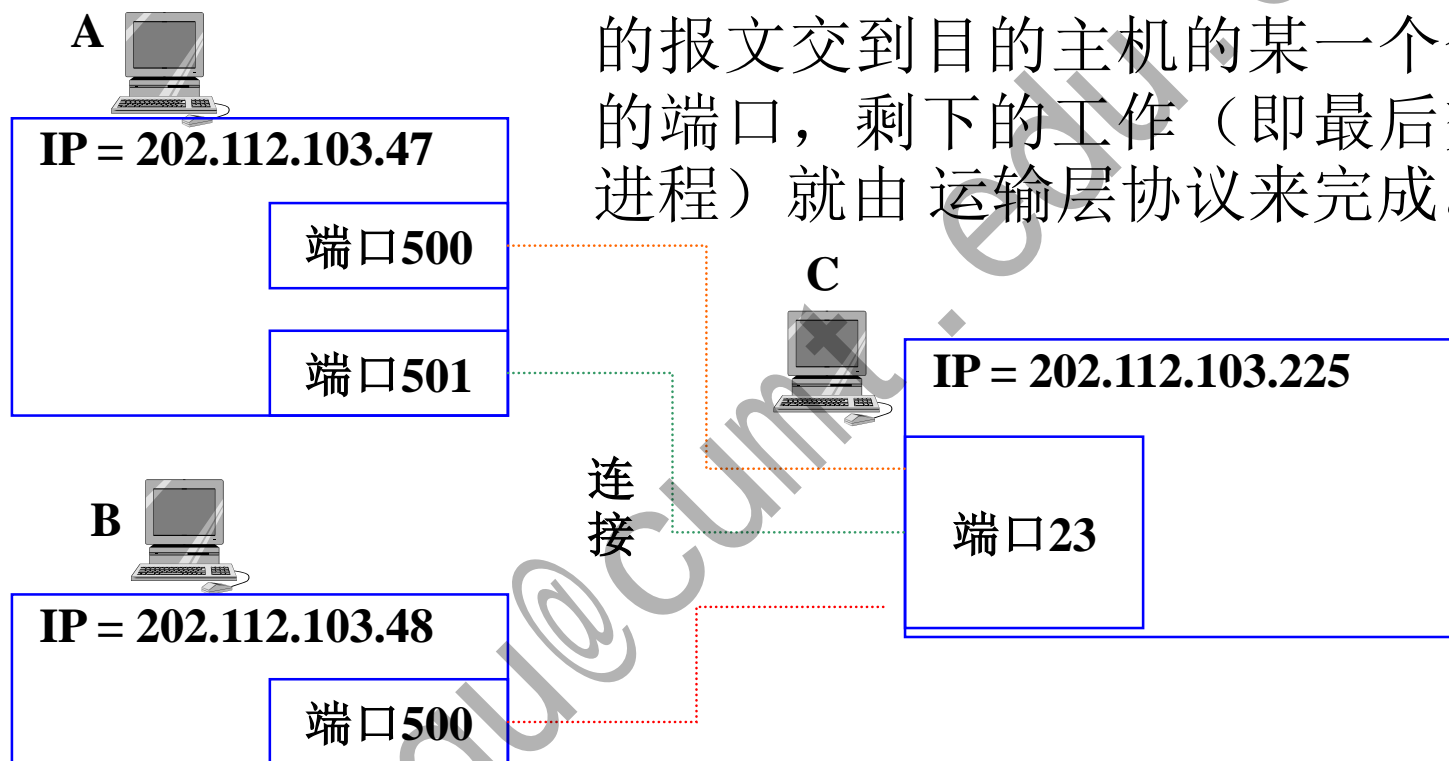 A
的报文交到目的主机的某一个
的端口，剩下的工作（即最后
进程）就由 运输层协议来完成
IP = 202.112.103.47
端口500
端口501
C
IP = 202.112.103.225
端口23
连
接
B
IP = 202.112.103.48
端口500
u@cumt.edu.